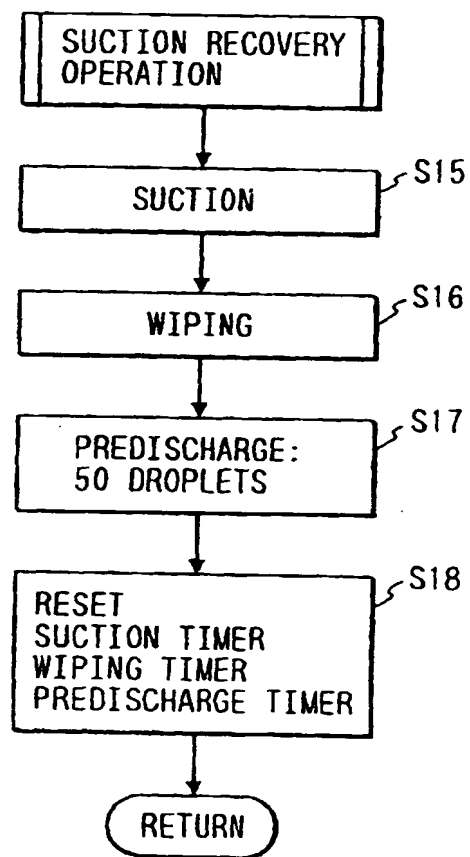 SUCTION RECOVERY
OPERATION
S15
SUCTION
S16
WIPING
S17
PREDISCHARGE:
50 DROPLETS
S18
RESET
SUCTION TIMER
WIPING TIMER
PREDISCHARGE TIMER
RETURN